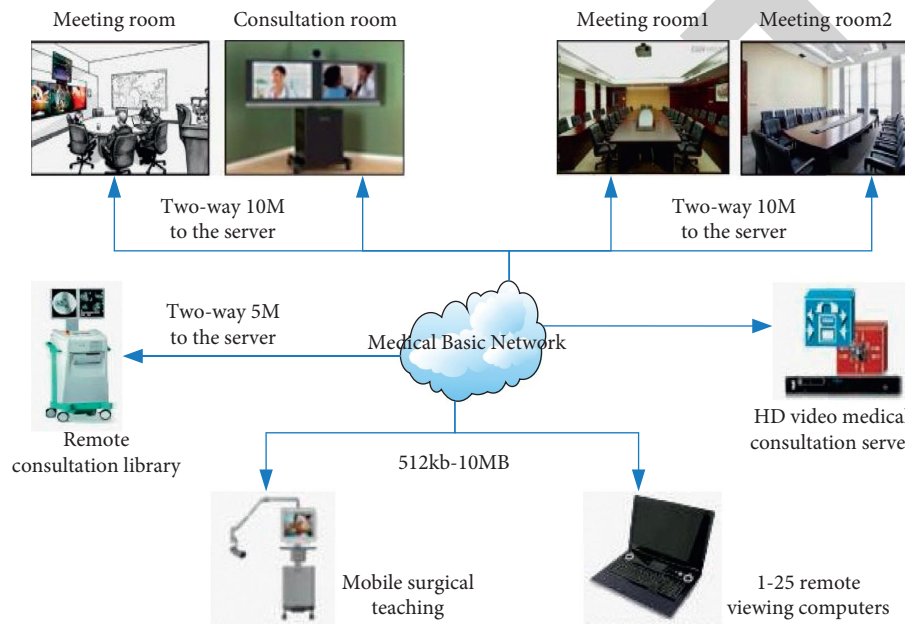 Meeting room
Consultation room
Meeting room1
Meeting room2
Two-way 10M
to the server
Two-way 10M
to the server
Two-way 5M
to the server
Medical Basic Network
HD video medical
consultation serve
Remote
consultation library
512kb-10MB
Mobile surgical
teaching
1-25 remote
viewing computers